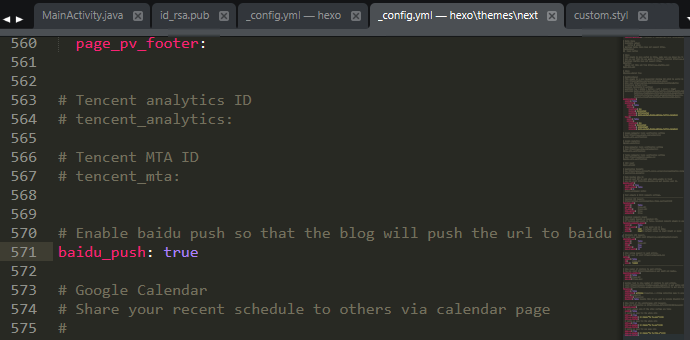 MainActivity.java
id_rsa.pub
_config.yml — hexo
_config.yml — hexo\themes\next
custom.styl
560 page_pv_footer:
561
562
563 # Tencent analytics ID
564 # tencent_analytics:
565
566 # Tencent MTA ID
567 # tencent_mta:
568
569
570 # Enable baidu push so that the blog will push the url to baidu
571 baidu_push: true
572
573 # Google Calendar
574 # Share your recent schedule to others via calendar page
575 #